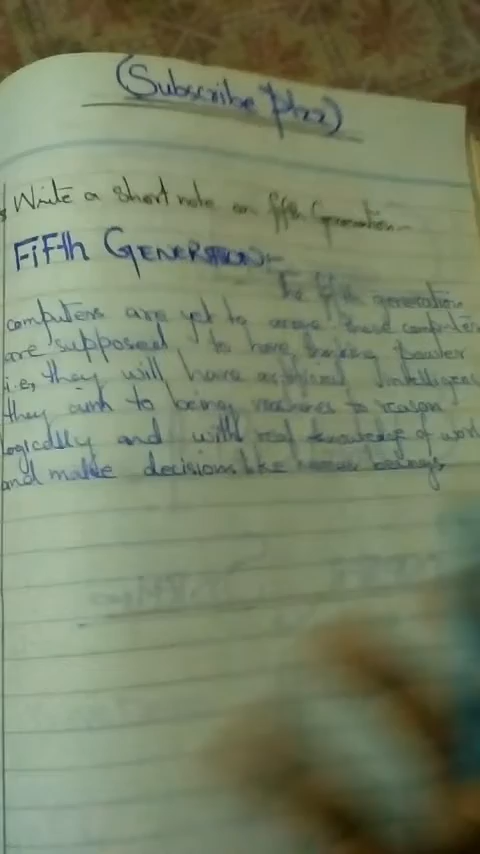 (Subscribe Plzz)
Write a short note on fifth Generation-
FiFth GENERATION:-
The fifth generation
computers are yet to arrive these computers
are supposed to have thinking power
i.e, they will have artificial intelligence
they to being machines to reason
logically and with real knowledge of world
and make decisions like human beings